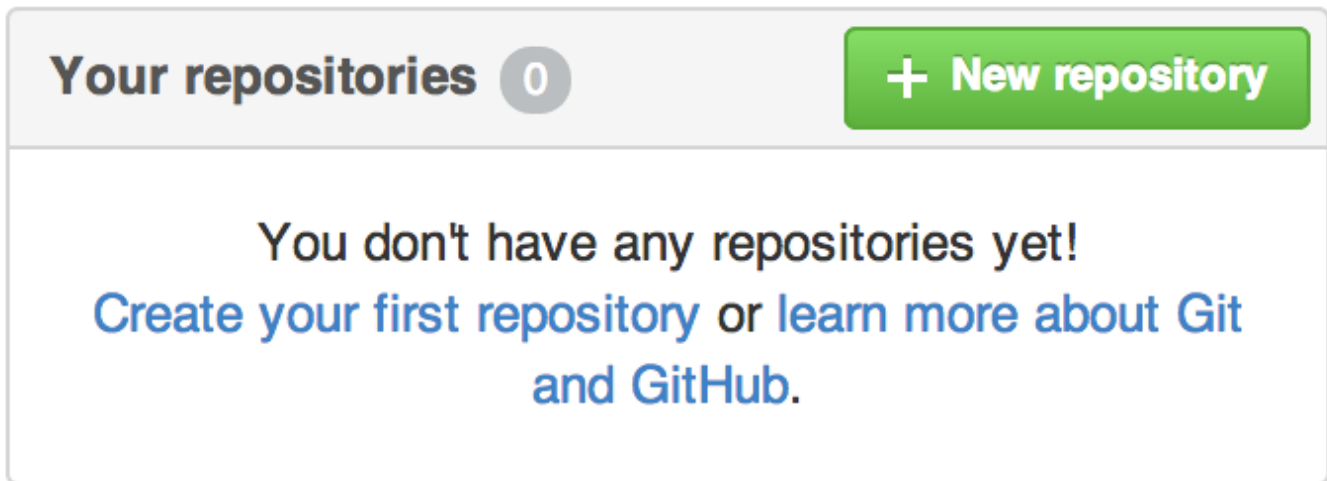 Your repositories 0
+ New repository
You don't have any repositories yet!
Create your first repository or learn more about Git
and GitHub.